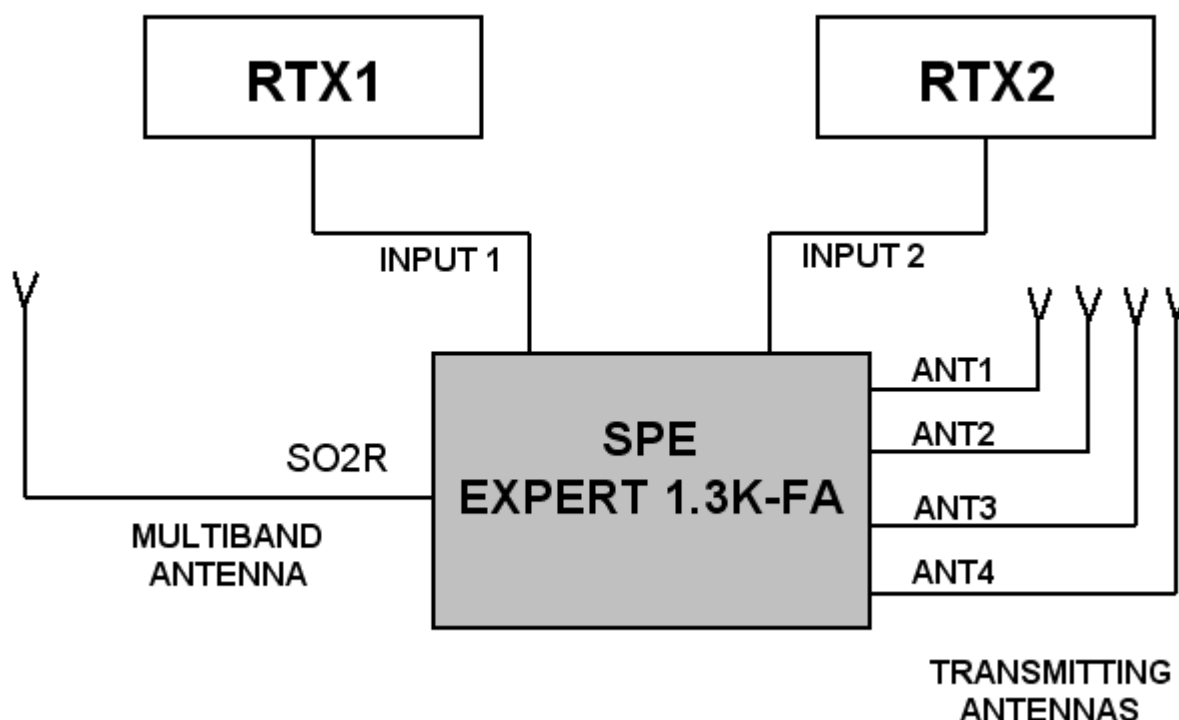 RTX1
RTX2
INPUT 1
INPUT 2
ANT1
SPE
ANT2
SO2R
EXPERT 1.3K-FA
ANT3
MULTIBAND
ANTENNA
ANT4
TRANSMITTING
ANTENNAS